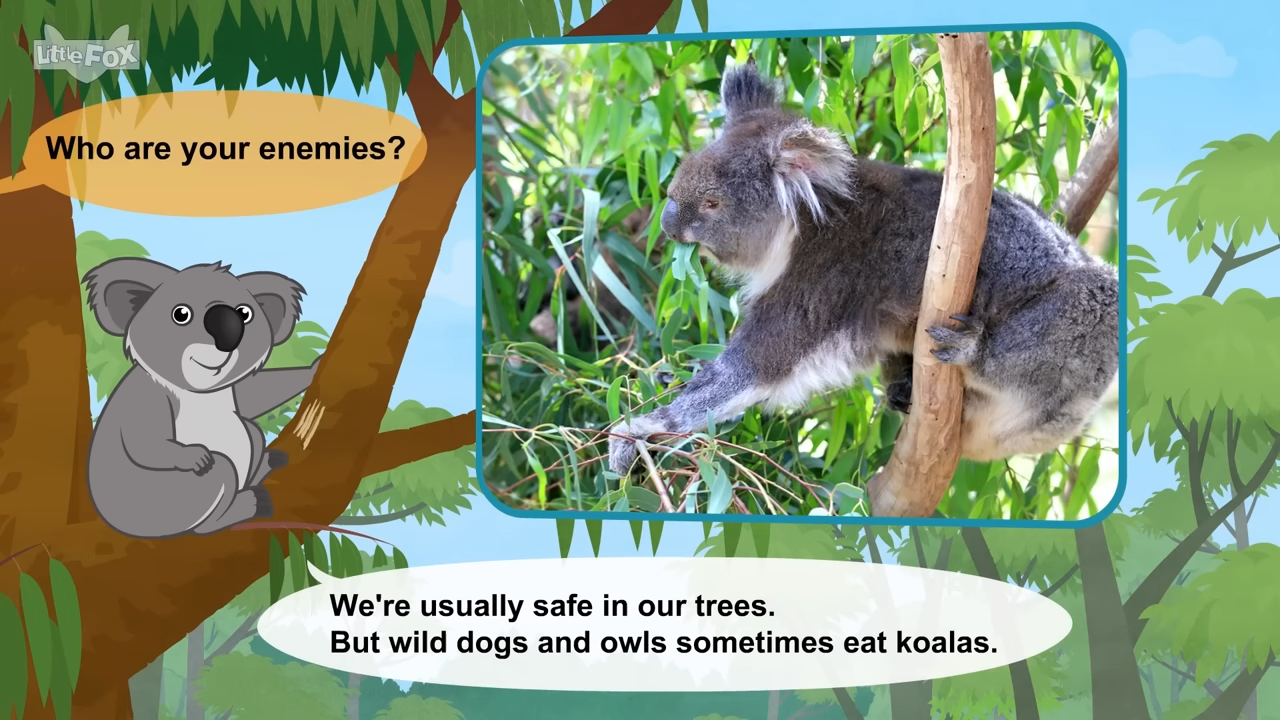 Little Fox
Who are your enemies?
We're usually safe in our trees.
But wild dogs and owls sometimes eat koalas.